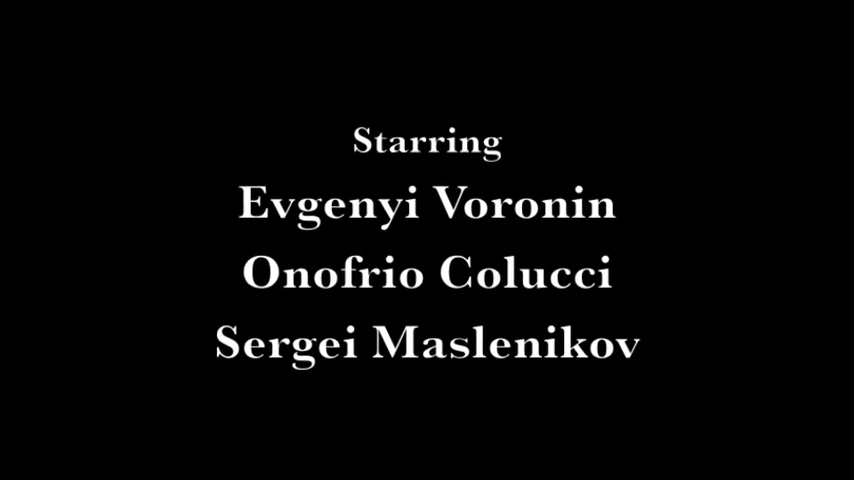 Starring
Evgenyi Voronin
Onofrio Colucci
Sergei Maslenikov